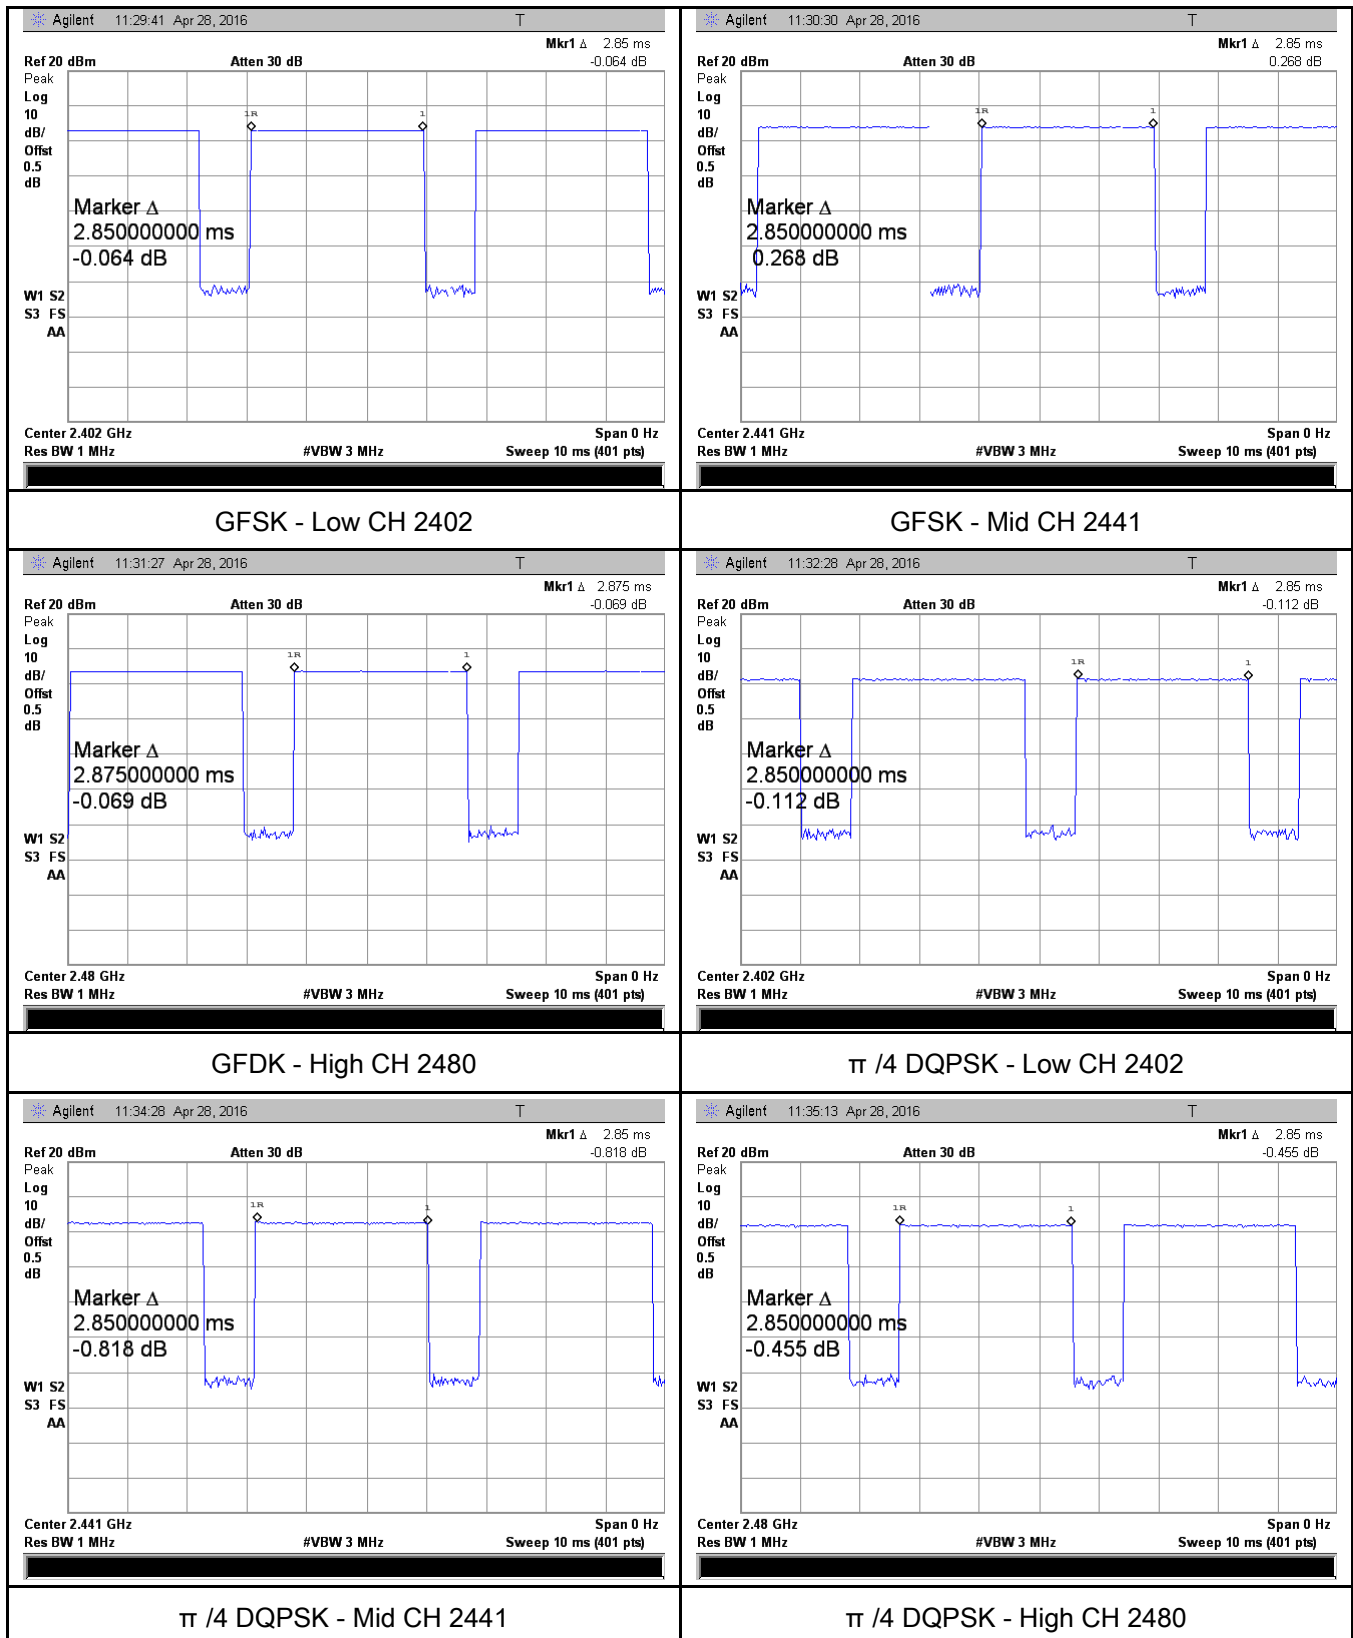 Agilent 11:29:41 Apr 28, 2016 T
Mkr1 Δ 2.85 ms
Ref 20 dBm Atten 30 dB -0.064 dB
Peak
Log
10
dB/
Offst
0.5
dB
1R 1
Marker Δ
2.850000000 ms
-0.064 dB
W1 S2
S3 FS
AA
Center 2.402 GHz Span 0 Hz
Res BW 1 MHz #VBW 3 MHz Sweep 10 ms (401 pts)
GFSK - Low CH 2402
Agilent 11:30:30 Apr 28, 2016 T
Mkr1 Δ 2.85 ms
Ref 20 dBm Atten 30 dB 0.268 dB
Peak
Log
10
dB/
Offst
0.5
dB
1R 1
Marker Δ
2.850000000 ms
0.268 dB
W1 S2
S3 FS
AA
Center 2.441 GHz Span 0 Hz
Res BW 1 MHz #VBW 3 MHz Sweep 10 ms (401 pts)
GFSK - Mid CH 2441
Agilent 11:31:27 Apr 28, 2016 T
Mkr1 Δ 2.875 ms
Ref 20 dBm Atten 30 dB -0.069 dB
Peak
Log
10
dB/
Offst
0.5
dB
1R 1
Marker Δ
2.875000000 ms
-0.069 dB
W1 S2
S3 FS
AA
Center 2.48 GHz Span 0 Hz
Res BW 1 MHz #VBW 3 MHz Sweep 10 ms (401 pts)
GFDK - High CH 2480
Agilent 11:32:28 Apr 28, 2016 T
Mkr1 Δ 2.85 ms
Ref 20 dBm Atten 30 dB -0.112 dB
Peak
Log
10
dB/
Offst
0.5
dB
1R 1
Marker Δ
2.850000000 ms
-0.112 dB
W1 S2
S3 FS
AA
Center 2.402 GHz Span 0 Hz
Res BW 1 MHz #VBW 3 MHz Sweep 10 ms (401 pts)
π /4 DQPSK - Low CH 2402
Agilent 11:34:28 Apr 28, 2016 T
Mkr1 Δ 2.85 ms
Ref 20 dBm Atten 30 dB -0.818 dB
Peak
Log
10
dB/
Offst
0.5
dB
1R 1
Marker Δ
2.850000000 ms
-0.818 dB
W1 S2
S3 FS
AA
Center 2.441 GHz Span 0 Hz
Res BW 1 MHz #VBW 3 MHz Sweep 10 ms (401 pts)
π /4 DQPSK - Mid CH 2441
Agilent 11:35:13 Apr 28, 2016 T
Mkr1 Δ 2.85 ms
Ref 20 dBm Atten 30 dB -0.455 dB
Peak
Log
10
dB/
Offst
0.5
dB
1R 1
Marker Δ
2.850000000 ms
-0.455 dB
W1 S2
S3 FS
AA
Center 2.48 GHz Span 0 Hz
Res BW 1 MHz #VBW 3 MHz Sweep 10 ms (401 pts)
π /4 DQPSK - High CH 2480